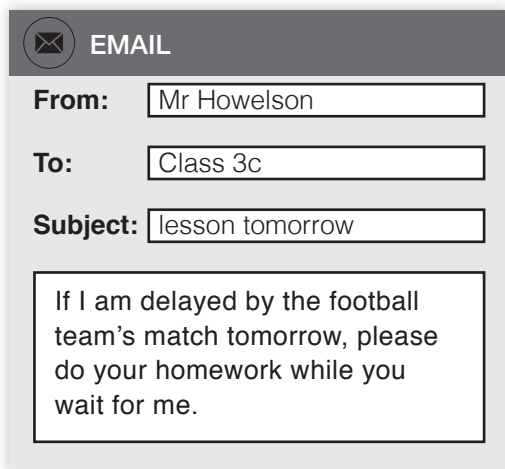 EMAIL
From: Mr Howelson
To: Class 3c
Subject: lesson tomorrow
If I am delayed by the football
team's match tomorrow, please
do your homework while you
wait for me.